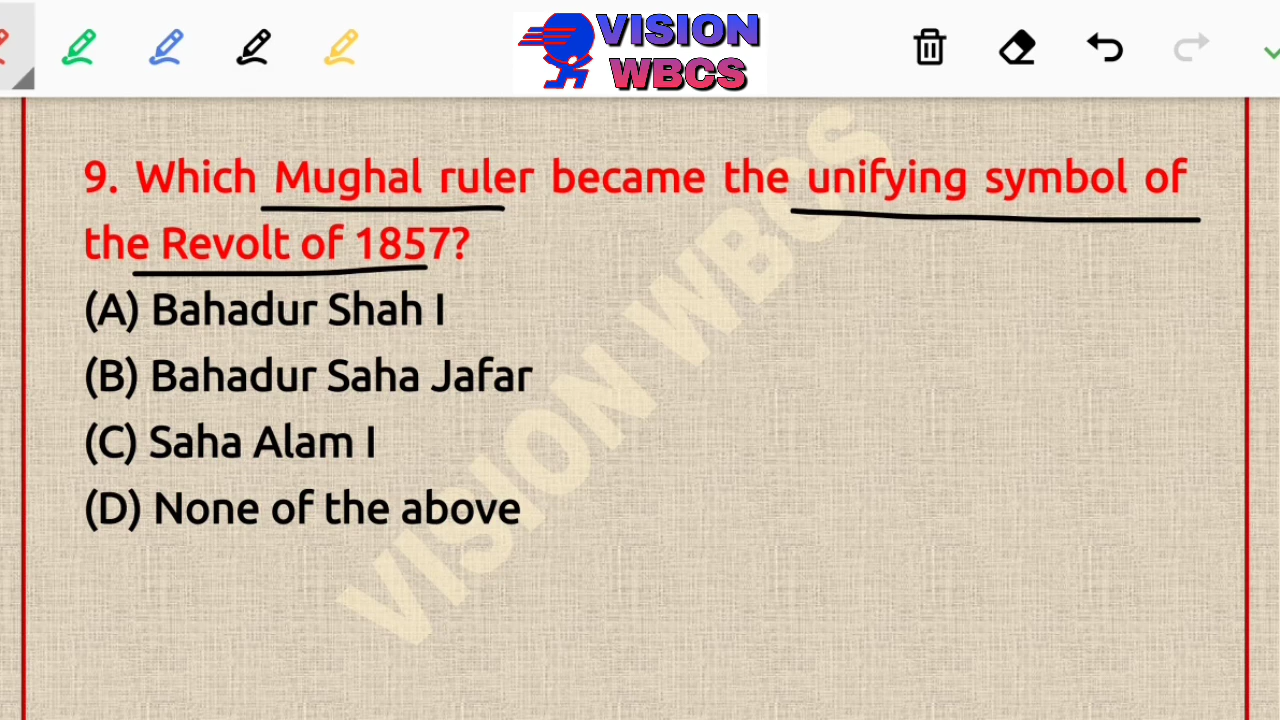 VISION
WBCS
9. Which Mughal ruler became the unifying symbol of
the Revolt of 1857?
(A) Bahadur Shah I
(B) Bahadur Saha Jafar
(C) Saha Alam I
(D) None of the above
VISION WBCS